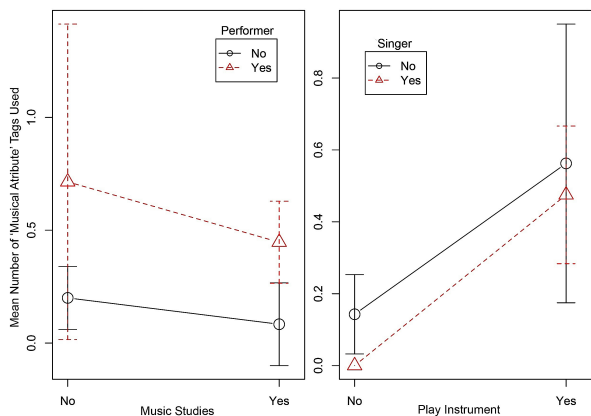 Mean Number of 'Musical Atribute' Tags Used
1.0
0.5
0.0
Performer
No
Yes
No
Yes
Music Studies
0.8
0.6
0.4
0.2
0.0
Singer
No
Yes
No
Yes
Play Instrument